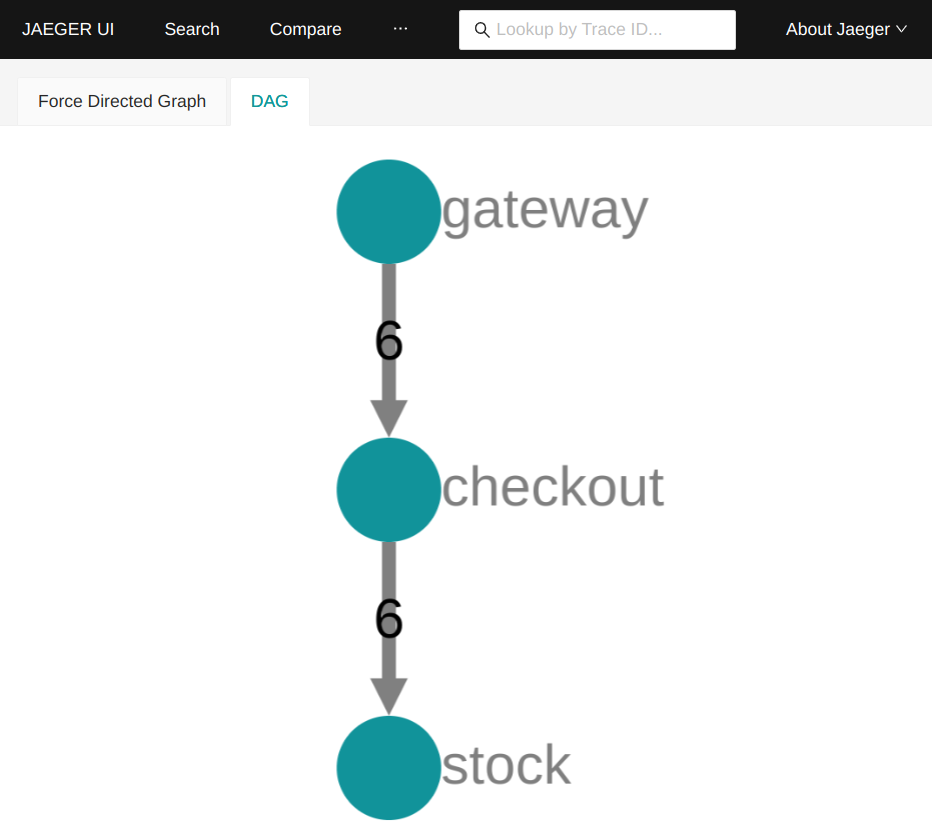 JAEGER UI Search Compare ··· Lookup by Trace ID... About Jaeger
Force Directed Graph DAG
gateway
6
checkout
6
stock